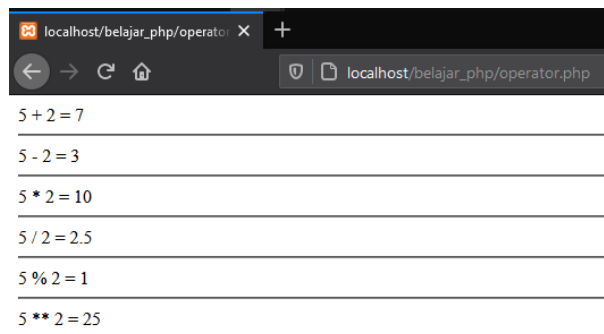 localhost/belajar_php/operator
localhost/belajar_php/operator.php
5 + 2 = 7
5 - 2 = 3
5 * 2 = 10
5 / 2 = 2.5
5 % 2 = 1
5 ** 2 = 25